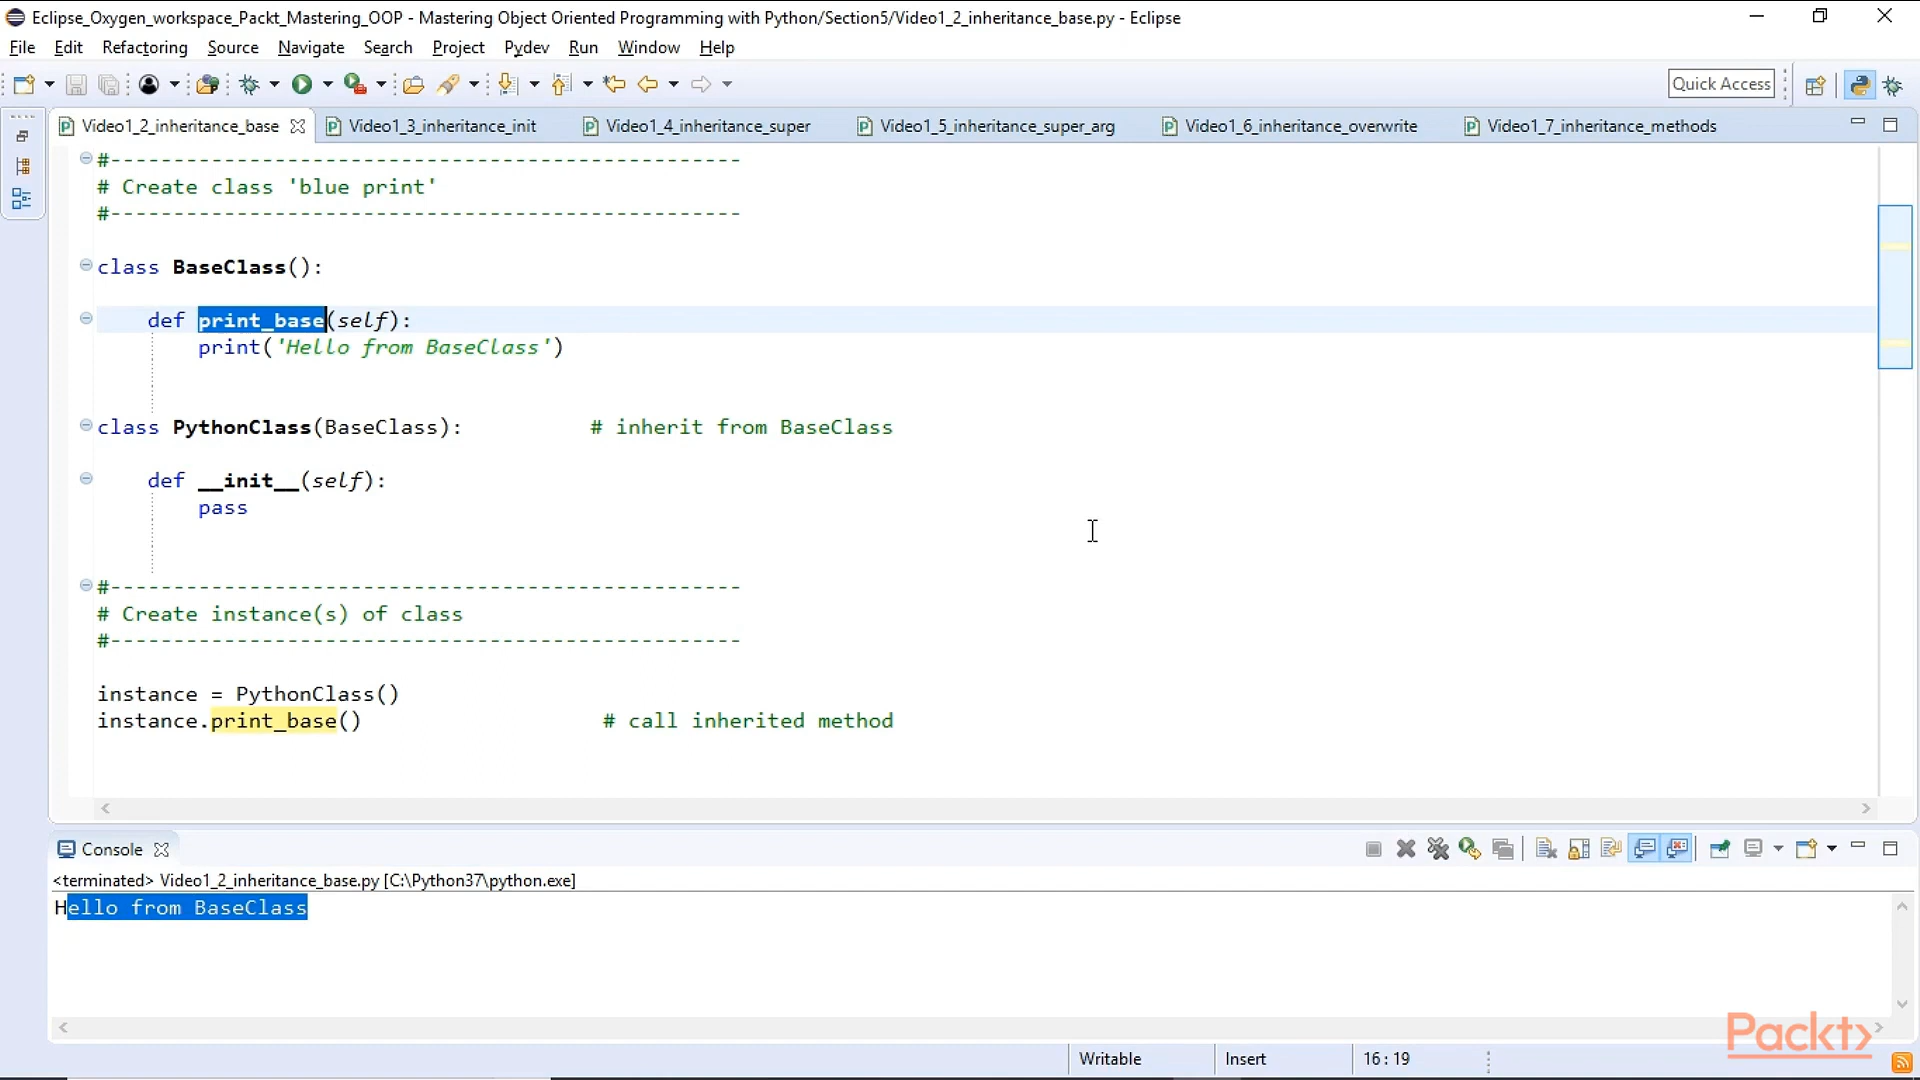 Eclipse_Oxygen_workspace_Packt_Mastering_OOP - Mastering Object Oriented Programming with Python/Section5/Video1_2_inheritance_base.py - Eclipse
File Edit Refactoring Source Navigate Search Project Pydev Run Window Help
Quick Access
Video1_2_inheritance_base Video1_3_inheritance_init Video1_4_inheritance_super Video1_5_inheritance_super_arg Video1_6_inheritance_overwrite Video1_7_inheritance_methods
#--------------------------------------------------
# Create class 'blue print'
#--------------------------------------------------
class BaseClass():
def print_base(self):
print('Hello from BaseClass')
class PythonClass(BaseClass): # inherit from BaseClass
def __init__(self):
pass
#--------------------------------------------------
# Create instance(s) of class
#--------------------------------------------------
instance = PythonClass()
instance.print_base() # call inherited method
Console
<terminated> Video1_2_inheritance_base.py [C:\Python37\python.exe]
Hello from BaseClass
Packt>
Writable Insert 16 : 19